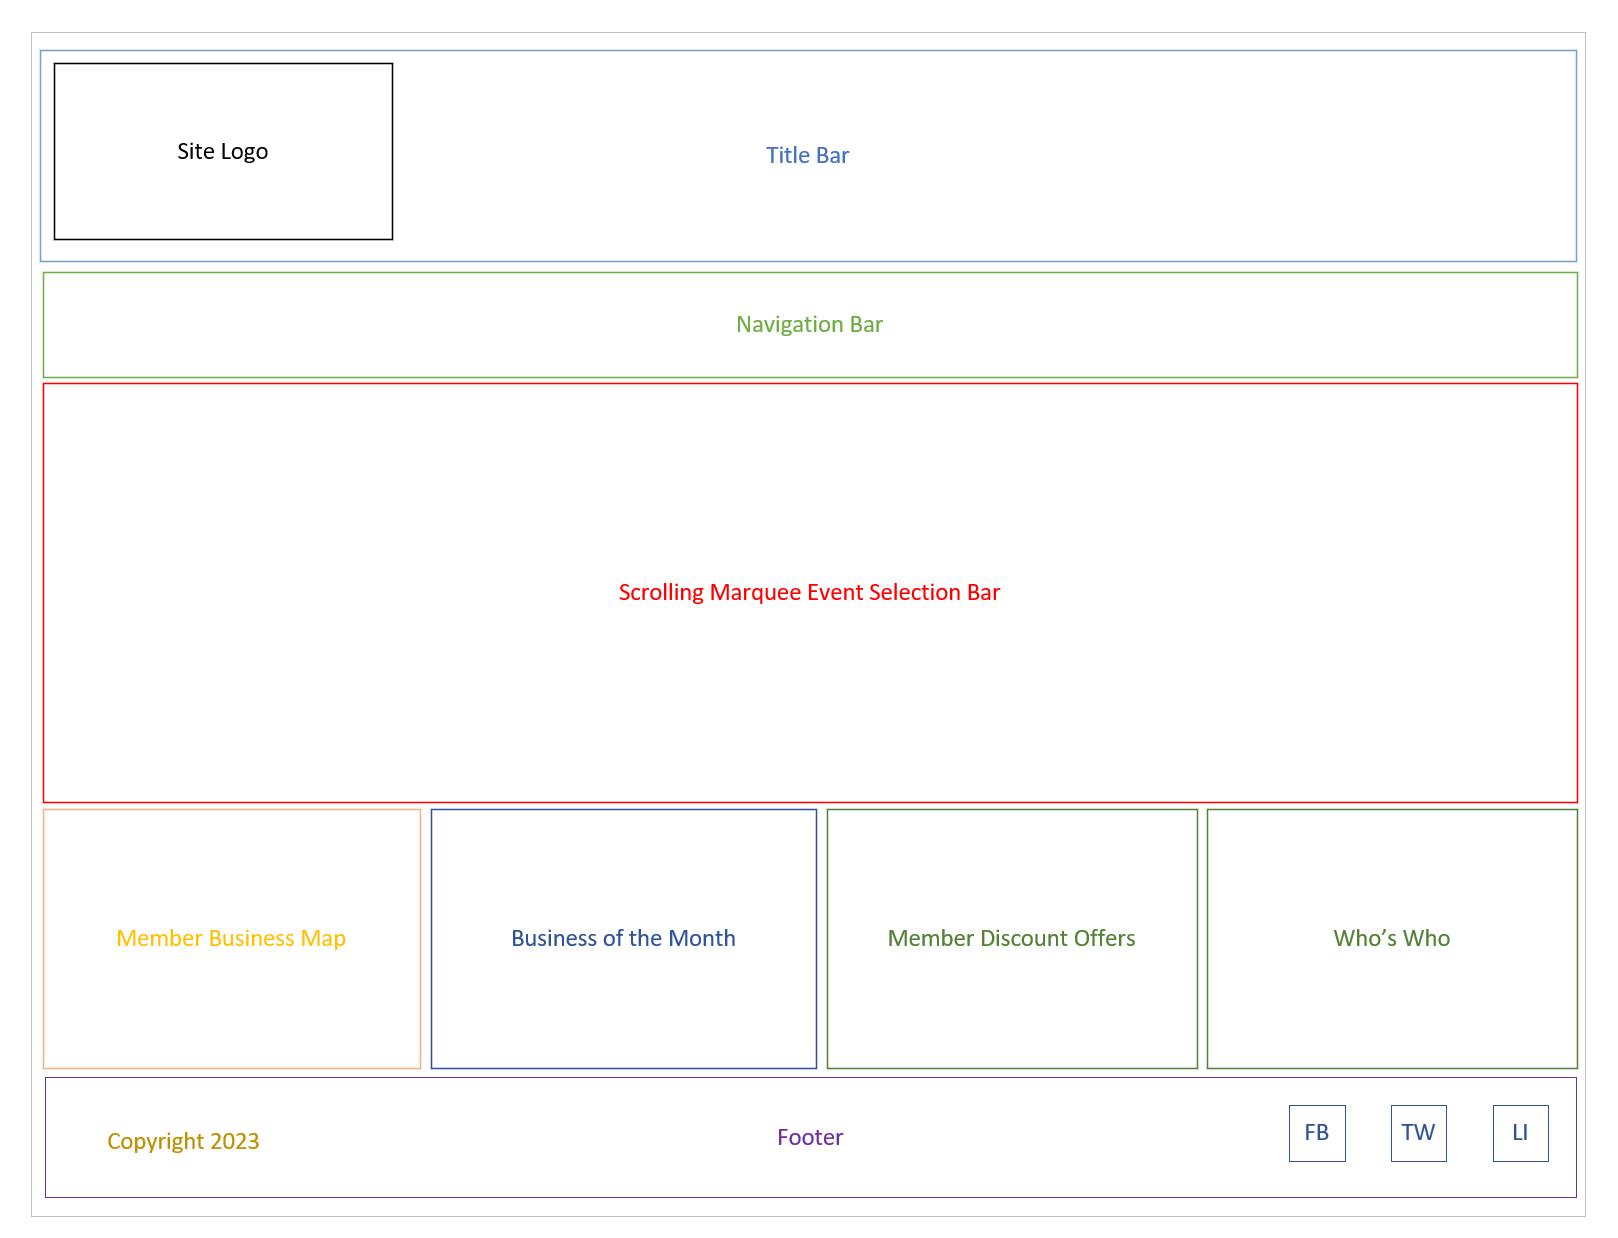 Site Logo
Title Bar
Navigation Bar
Scrolling Marquee Event Selection Bar
Member Business Map
Business of the Month
Member Discount Offers
Who’s Who
Copyright 2023
Footer
FB
TW
LI